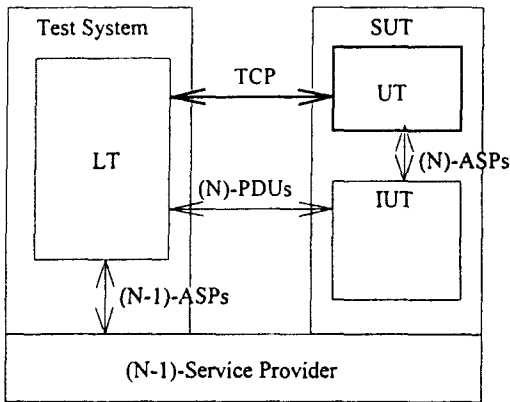 Test System
SUT
TCP
UT
LT
(N)-ASPs
(N)-PDUs
IUT
(N-1)-ASPs
(N-1)-Service Provider